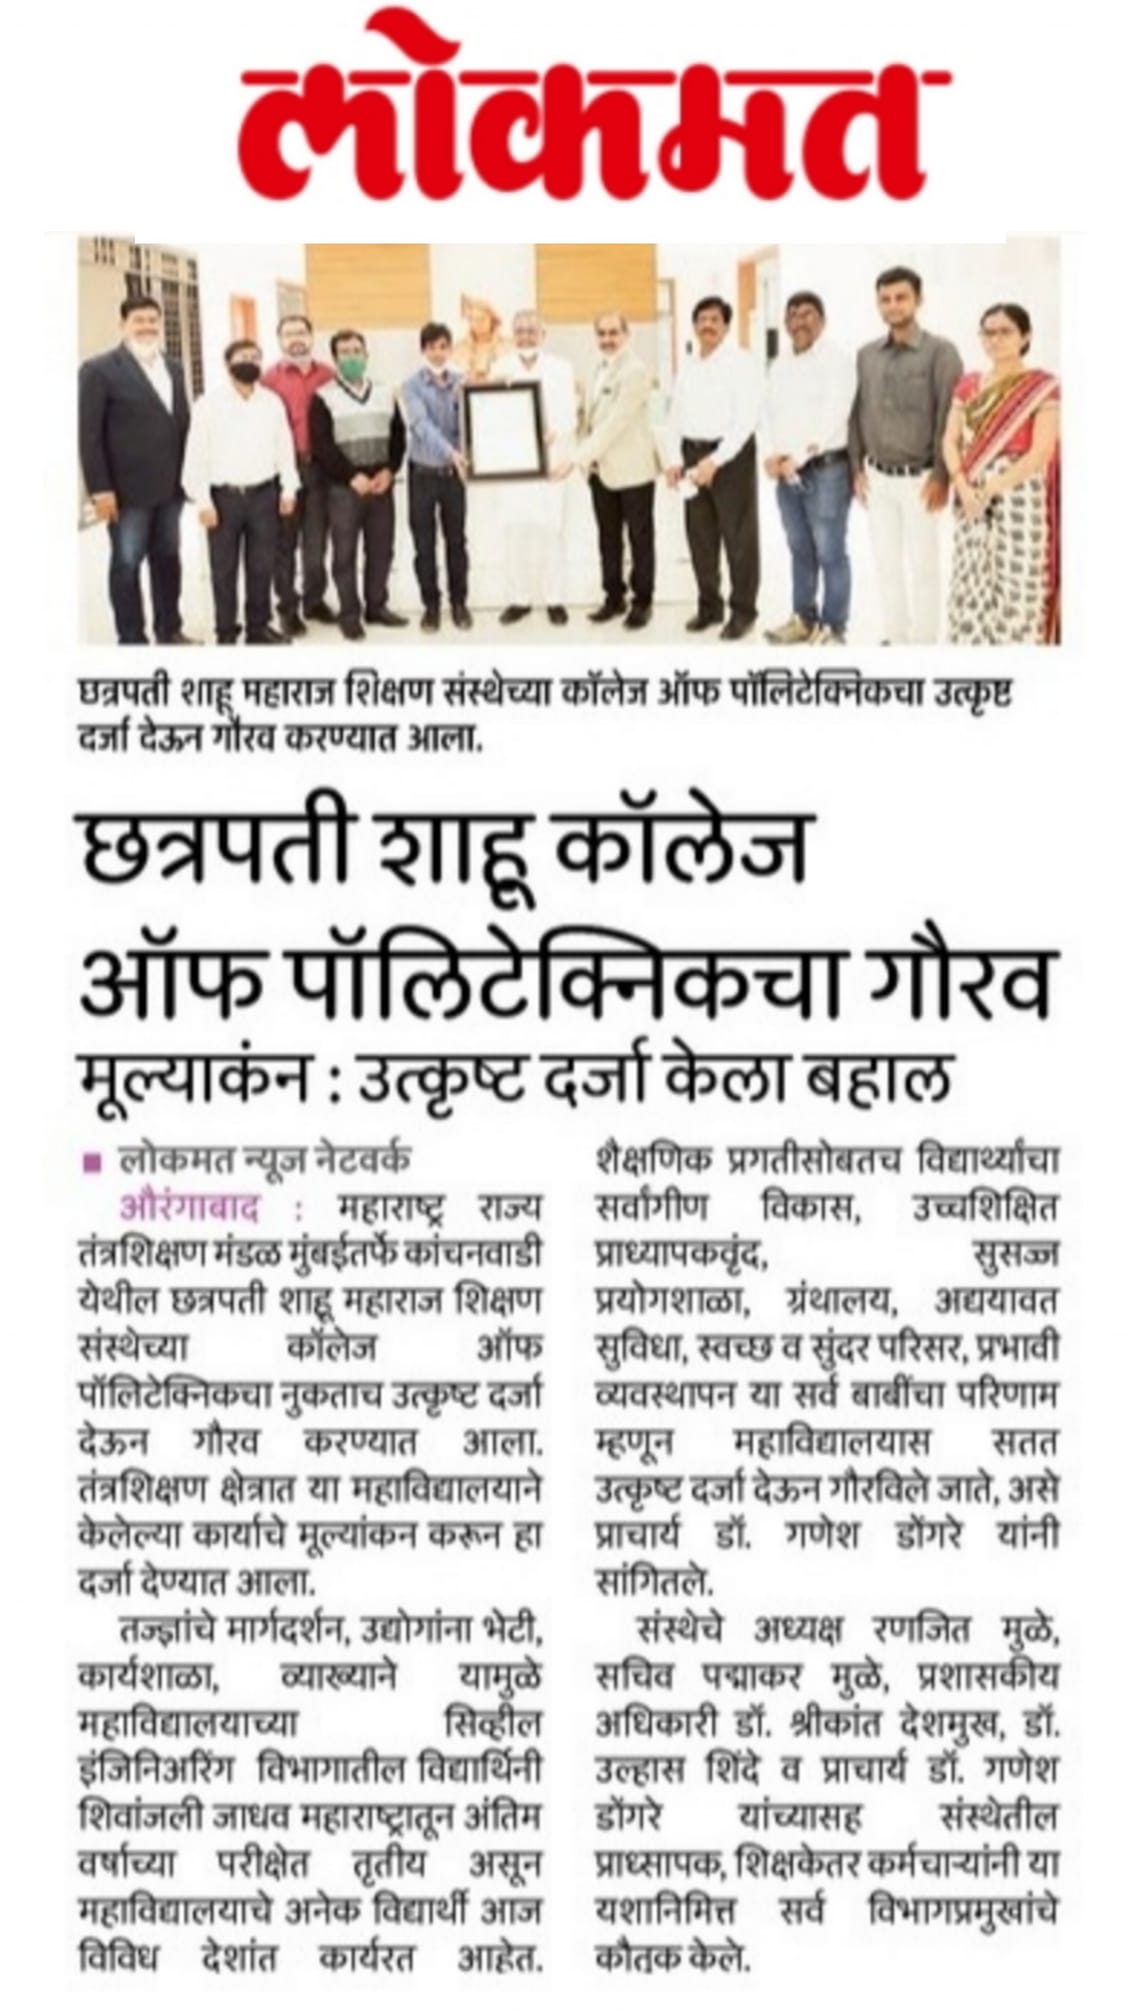 लोकमत
छत्रपती शाहू महाराज शिक्षण संस्थेच्या कॉलेज ऑफ पॉलिटेक्निकचा उत्कृष्ट
दर्जा देऊन गौरव करण्यात आला.
छत्रपती शाहू कॉलेज
ऑफ पॉलिटेक्निकचा गौरव
मूल्याकंन : उत्कृष्ट दर्जा केला बहाल
■ लोकमत न्यूज नेटवर्क
औरंगाबाद : महाराष्ट्र राज्य
तंत्रशिक्षण मंडळ मुंबईतर्फे कांचनवाडी
येथील छत्रपती शाहू महाराज शिक्षण
संस्थेच्या कॉलेज ऑफ
पॉलिटेक्निकचा नुकताच उत्कृष्ट दर्जा
देऊन गौरव करण्यात आला.
तंत्रशिक्षण क्षेत्रात या महाविद्यालयाने
केलेल्या कार्याचे मूल्यांकन करून हा
दर्जा देण्यात आला.
तज्ज्ञांचे मार्गदर्शन, उद्योगांना भेटी,
कार्यशाळा, व्याख्याने यामुळे
महाविद्यालयाच्या सिव्हील
इंजिनिअरिंग विभागातील विद्यार्थिनी
शिवांजली जाधव महाराष्ट्रातून अंतिम
वर्षाच्या परीक्षेत तृतीय असून
महाविद्यालयाचे अनेक विद्यार्थी आज
विविध देशांत कार्यरत आहेत.
शैक्षणिक प्रगतीसोबतच विद्यार्थ्यांचा
सर्वांगीण विकास, उच्चशिक्षित
प्राध्यापकवृंद, सुसज्ज
प्रयोगशाळा, ग्रंथालय, अद्ययावत
सुविधा, स्वच्छ व सुंदर परिसर, प्रभावी
व्यवस्थापन या सर्व बाबींचा परिणाम
म्हणून महाविद्यालयास सतत
उत्कृष्ट दर्जा देऊन गौरविले जाते, असे
प्राचार्य डॉ. गणेश डोंगरे यांनी
सांगितले.
संस्थेचे अध्यक्ष रणजित मुळे,
सचिव पद्माकर मुळे, प्रशासकीय
अधिकारी डॉ. श्रीकांत देशमुख, डॉ.
उल्हास शिंदे व प्राचार्य डॉ. गणेश
डोंगरे यांच्यासह संस्थेतील
प्राध्सापक, शिक्षकेतर कर्मचाऱ्यांनी या
यशानिमित्त सर्व विभागप्रमुखांचे
कौतुक केले.